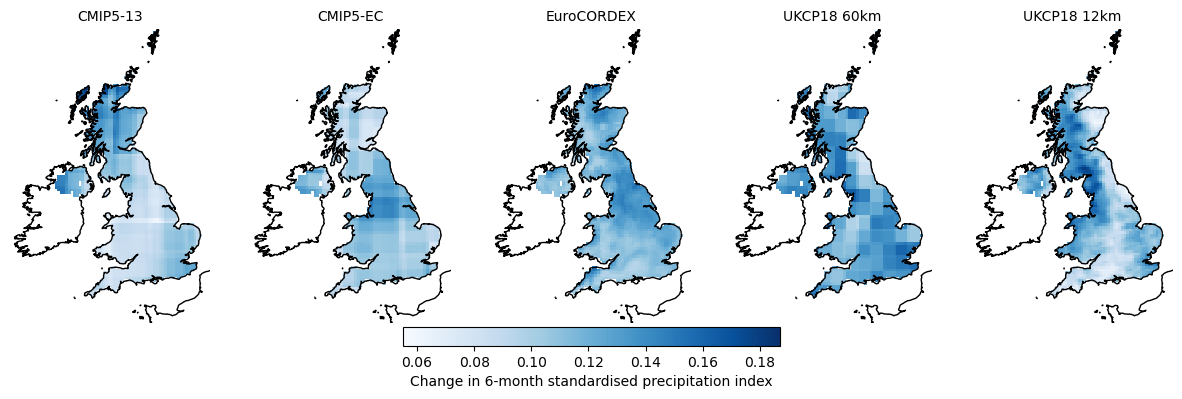 CMIP5-13 CMIP5-EC EuroCORDEX UKCP18 60km UKCP18 12km
0.06 0.08 0.10 0.12 0.14 0.16 0.18
Change in 6-month standardised precipitation index